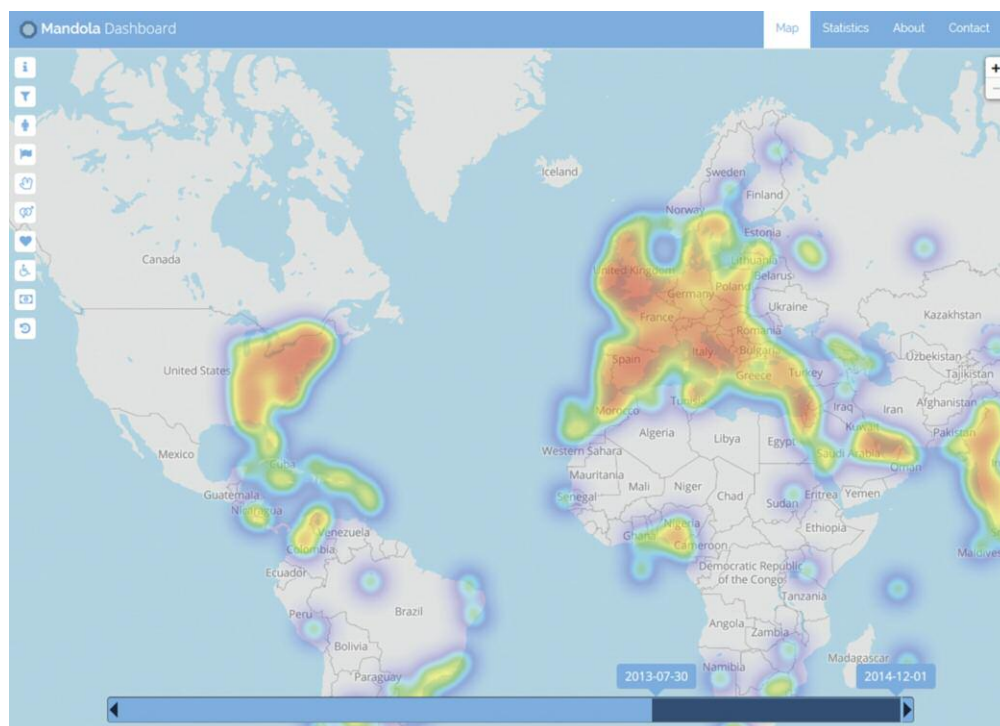 Mandola Dashboard
Map
Statistics
About
Contact
+
−
Iceland
Sweden
Finland
Norway
Estonia
Canada
United Kingdom
Lithuania
Belarus
Germany
Poland
Ukraine
France
Kazakhstan
Romania
United States
Spain
Italy
Bulgaria
Uzbekistan
Greece
Turkey
Tajikistan
Morocco
Iraq
Iran
Afghanistan
Mexico
Algeria
Libya
Egypt
Kuwait
Pakistan
Western Sahara
Saudi Arabia
Cuba
Oman
Mauritania
Guatemala
Mali
Niger
Chad
Senegal
Sudan
Eritrea
Yemen
Nicaragua
Nigeria
Venezuela
Ghana
Ethiopia
Colombia
Cameroon
Maldives
Ecuador
Democratic Republic
of the Congo
Tanzania
Peru
Brazil
Angola
Zambia
Bolivia
Madagascar
Namibia
Paraguay
2013-07-30
2014-12-01